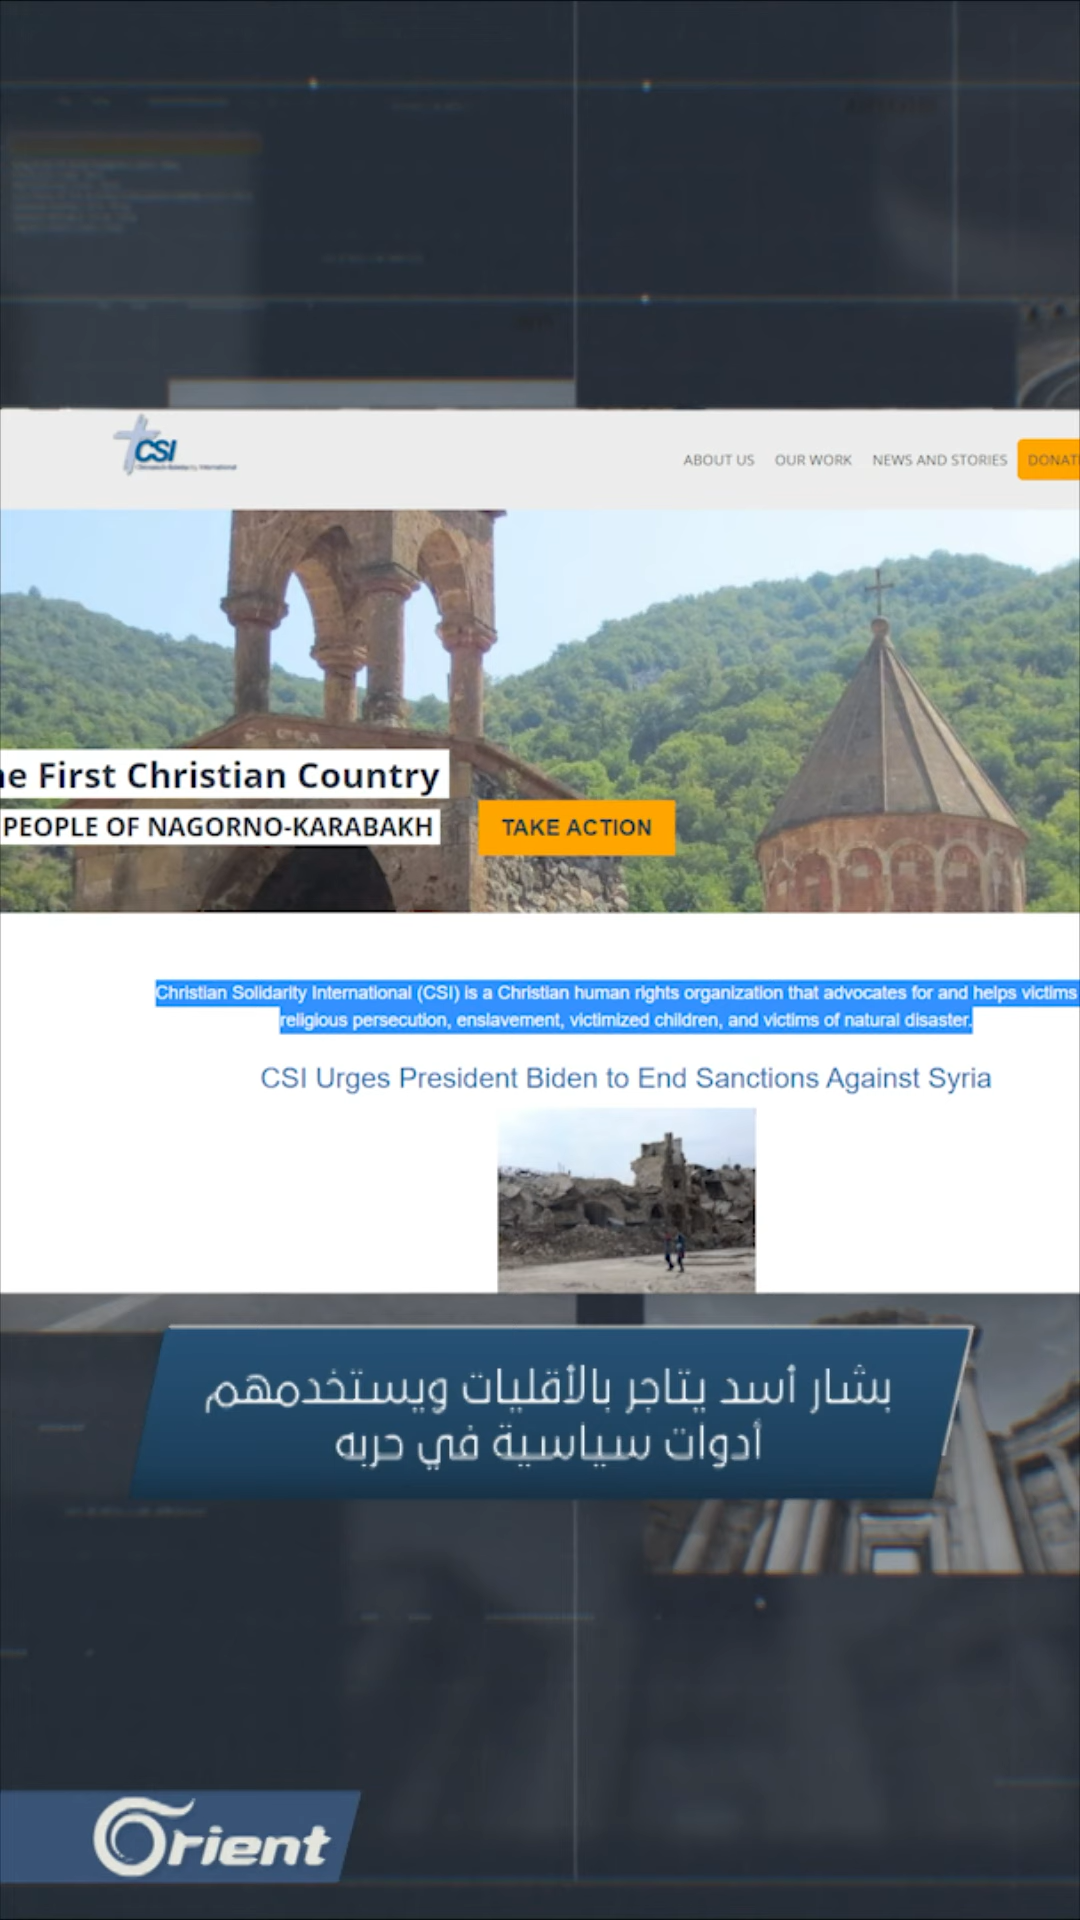 CSI
ABOUT US OUR WORK NEWS AND STORIES DONAT
e First Christian Country
PEOPLE OF NAGORNO-KARABAKH
TAKE ACTION
Christian Solidarity International (CSI) is a Christian human rights organization that advocates for and helps victims
religious persecution, enslavement, victimized children, and victims of natural disaster.
CSI Urges President Biden to End Sanctions Against Syria
بشار أسد يتاجر بالأقليات ويستخدمهم
أدوات سياسية في حربه
Orient